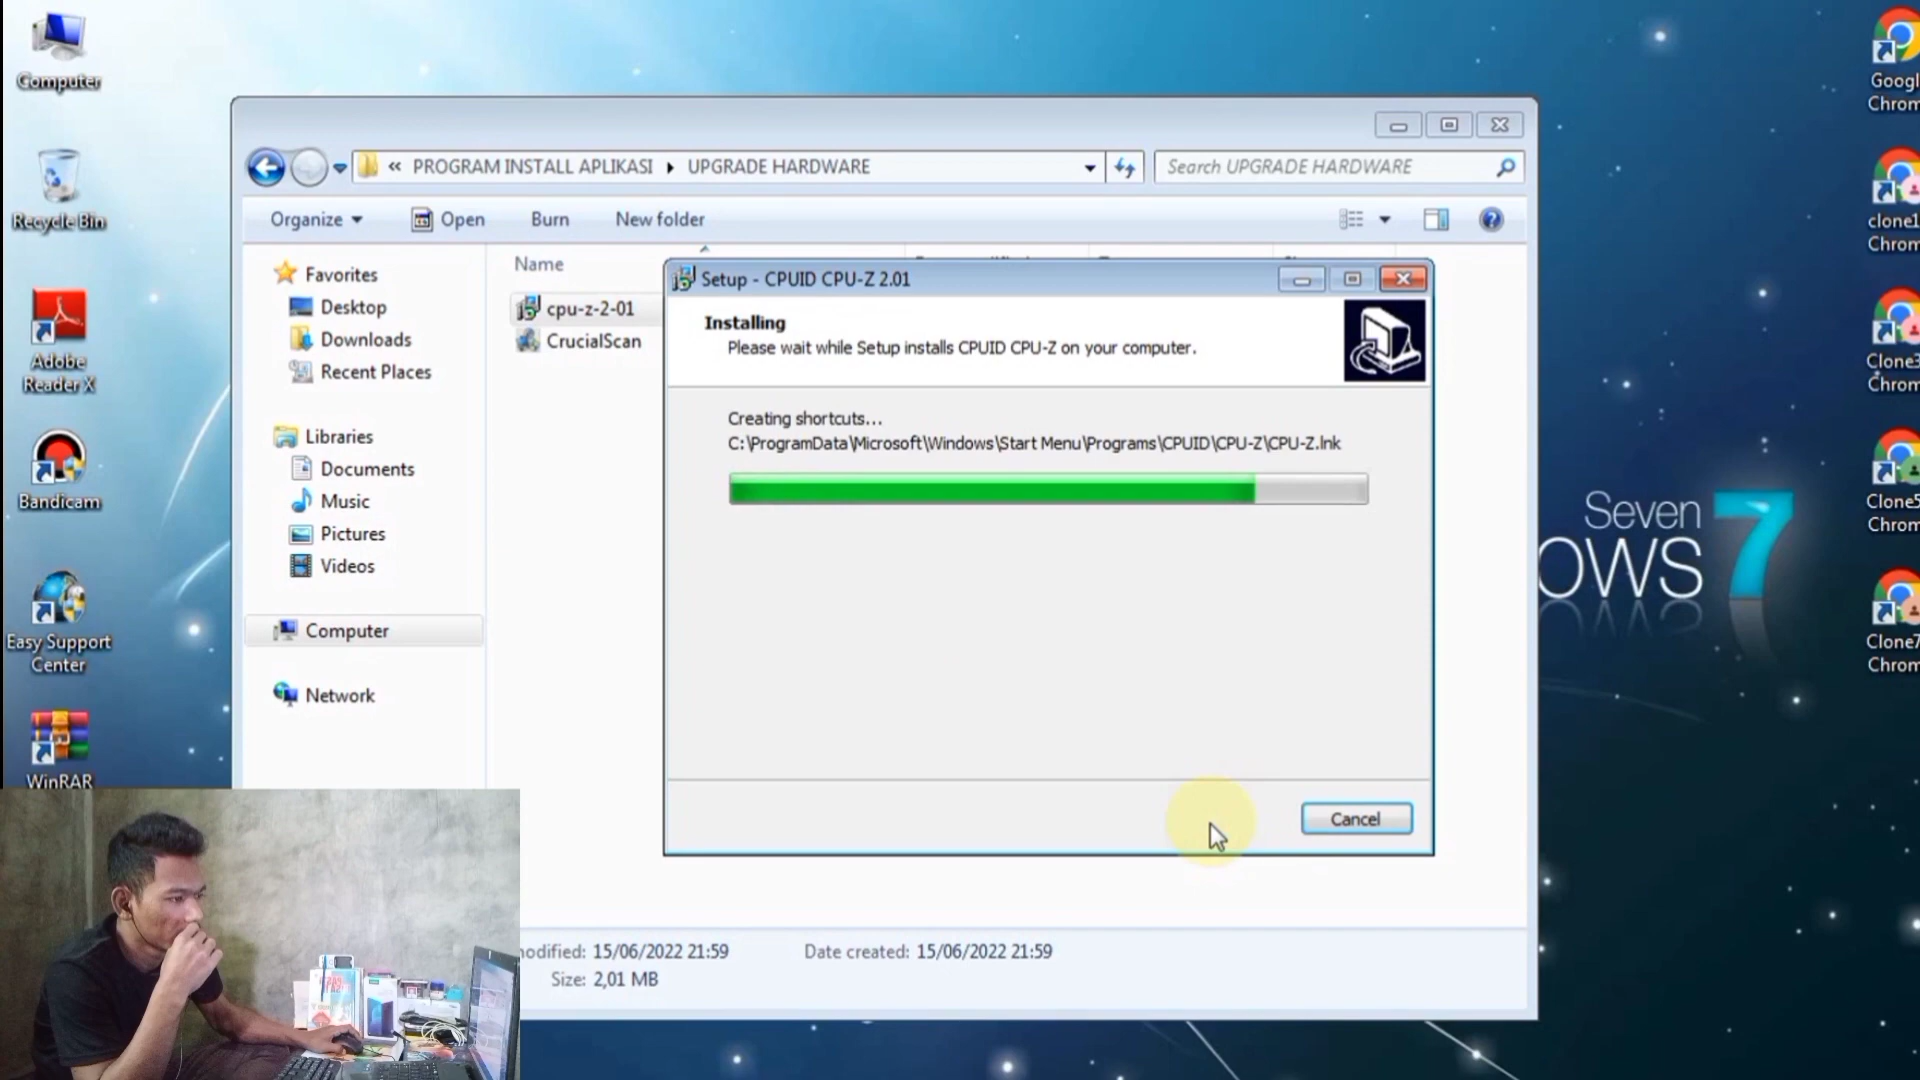 Computer
Recycle Bin
Adobe
Reader X
Bandicam
Easy Support
Center
WinRAR
« PROGRAM INSTALL APLIKASI ▸ UPGRADE HARDWARE
Search UPGRADE HARDWARE
Organize
Open
Burn
New folder
Favorites
Desktop
Downloads
Recent Places
Libraries
Documents
Music
Pictures
Videos
Computer
Network
Name
cpu-z-2-01
CrucialScan
Setup - CPUID CPU-Z 2.01
Installing
Please wait while Setup installs CPUID CPU-Z on your computer.
Creating shortcuts...
C:\ProgramData\Microsoft\Windows\Start Menu\Programs\CPUID\CPU-Z\CPU-Z.lnk
Cancel
odified: 15/06/2022 21:59
Date created: 15/06/2022 21:59
Size: 2,01 MB
Seven
OWS 7
Googl
Chrom
clone1
Chrom
Clone3
Chrom
Clone5
Chrom
Clone7
Chrom